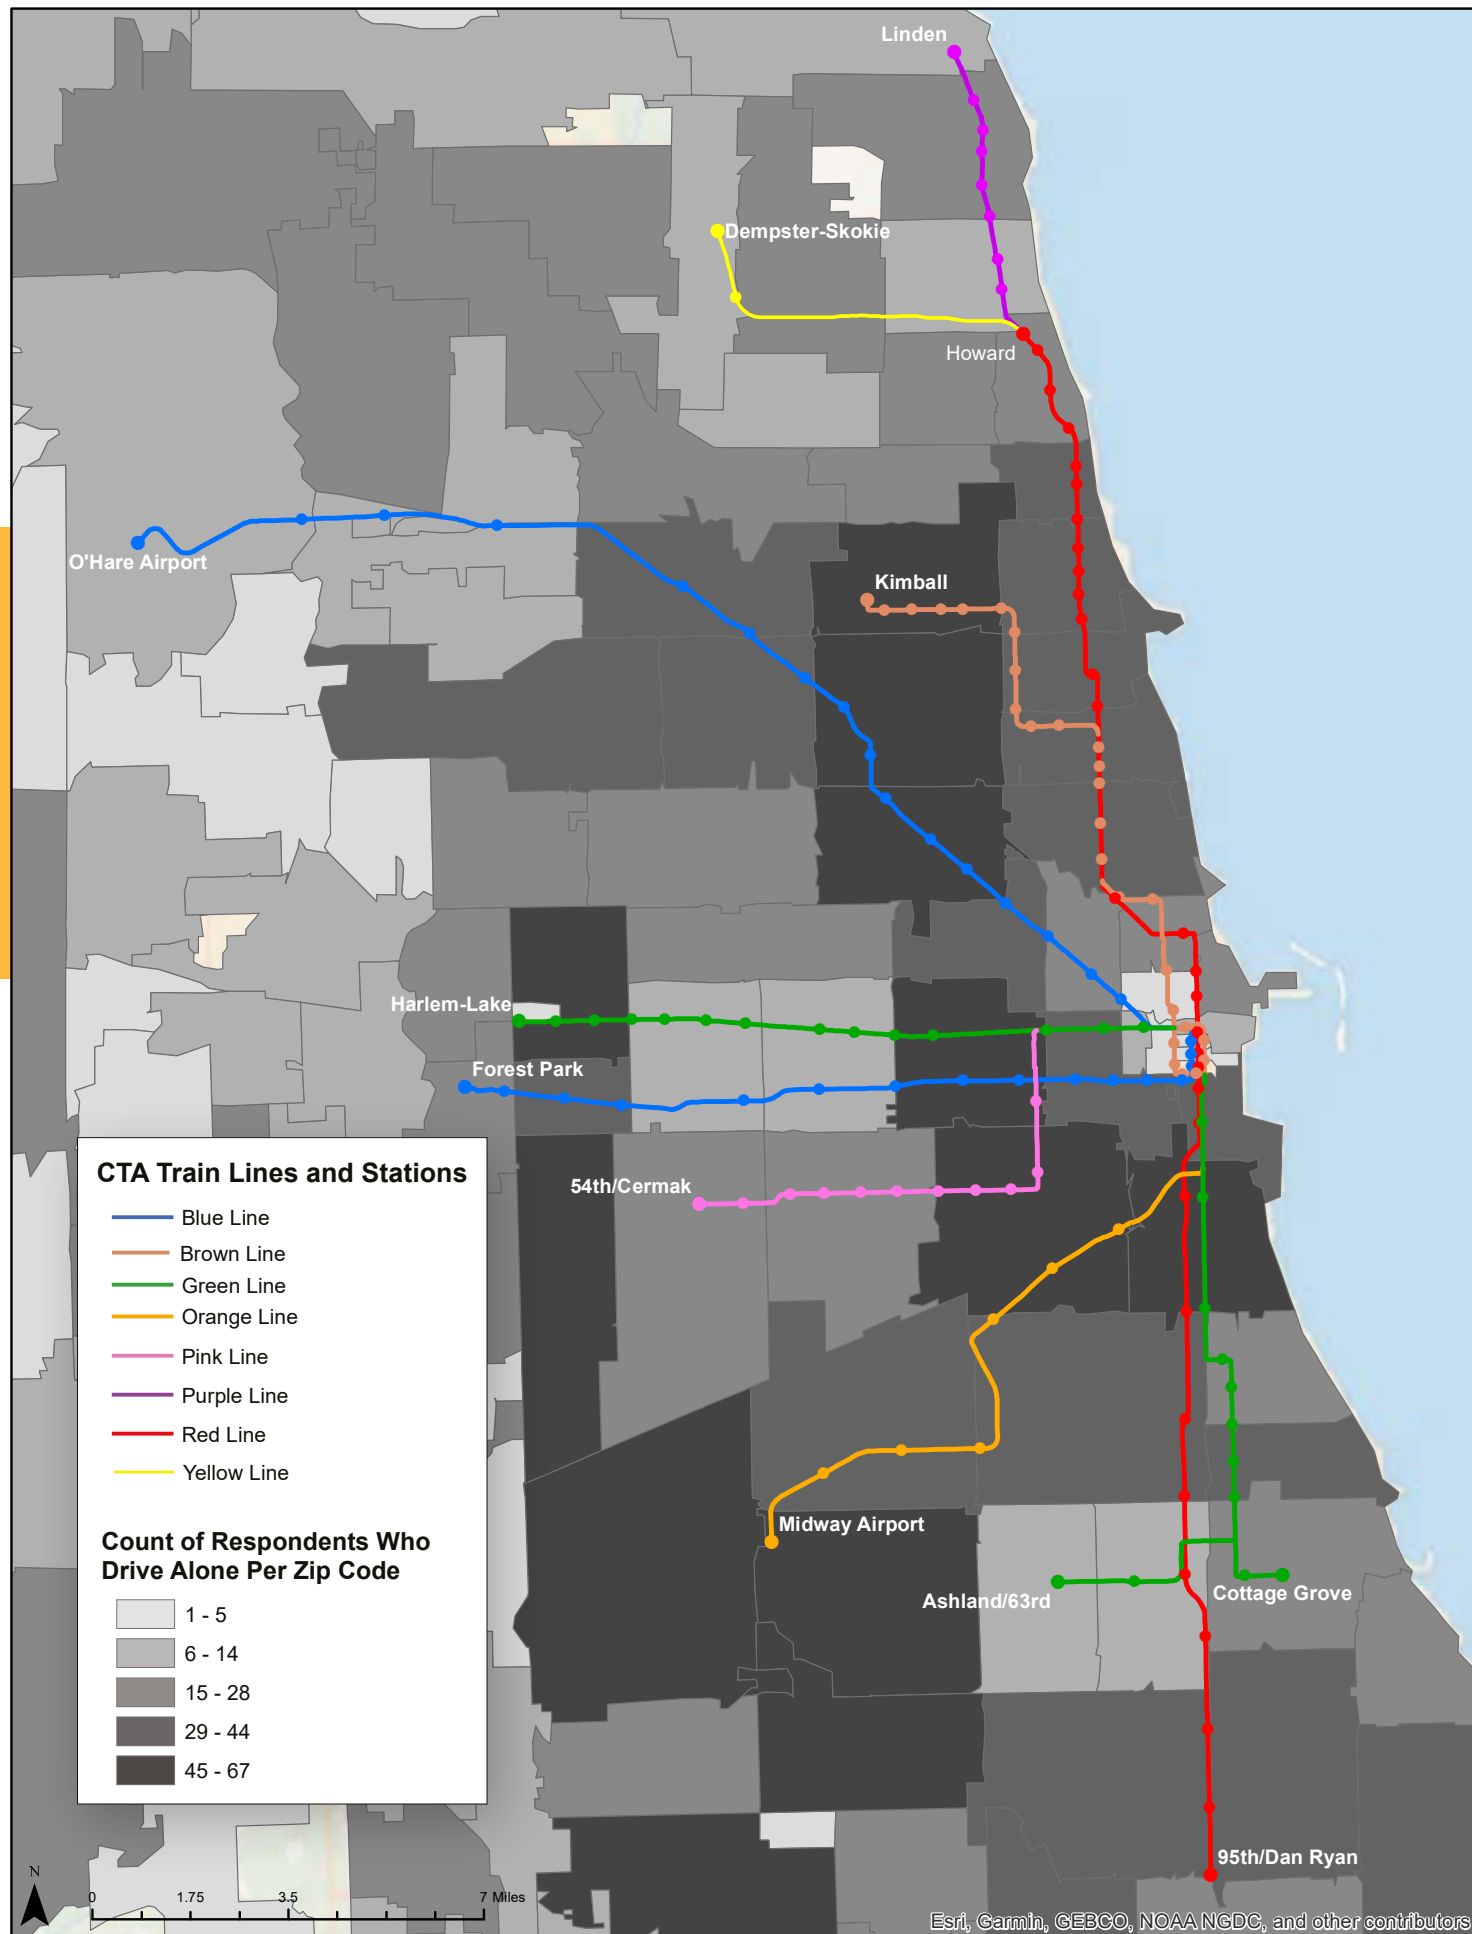 Linden
Dempster-Skokie
Howard
O'Hare Airport
Kimball
Harlem-Lake
Forest Park
54th/Cermak
Midway Airport
Ashland/63rd
Cottage Grove
95th/Dan Ryan
CTA Train Lines and Stations
Blue Line
Brown Line
Green Line
Orange Line
Pink Line
Purple Line
Red Line
Yellow Line
Count of Respondents Who
Drive Alone Per Zip Code
1 - 5
6 - 14
15 - 28
29 - 44
45 - 67
N
0 1.75 3.5 7 Miles
Esri, Garmin, GEBCO, NOAA NGDC, and other contributors